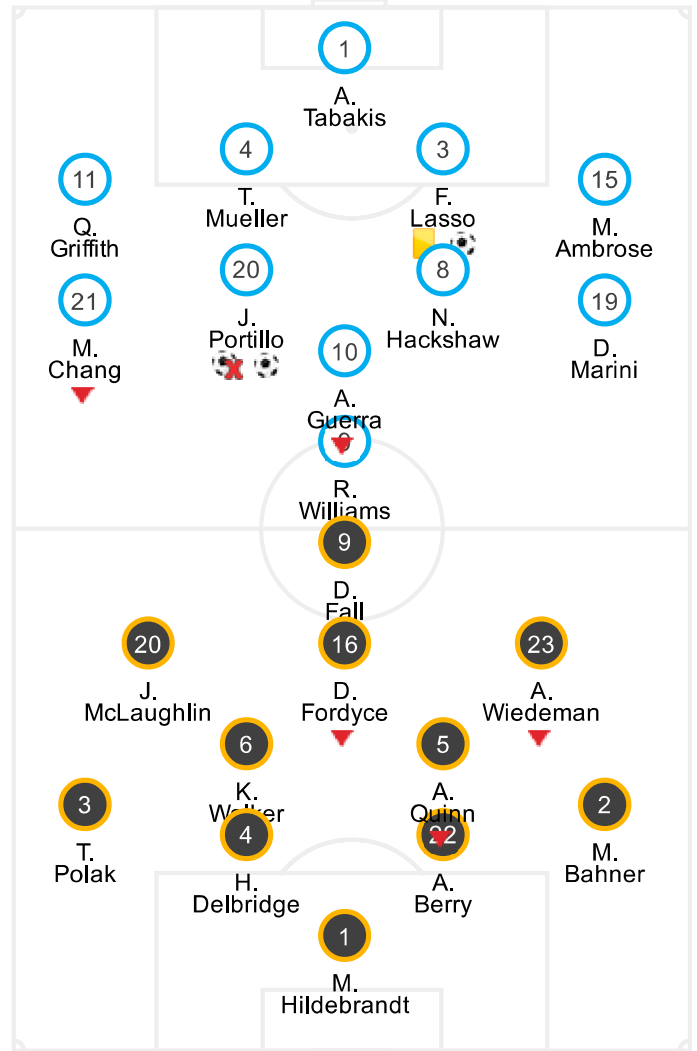 1
A.
Tabakis
4
3
T.
Mueller
F.
Lasso
11
15
Q.
Griffith
M.
Ambrose
20
8
J.
Portillo
N.
Hackshaw
21
19
M.
Chang
D.
Marini
10
A.
Guerra
9
R.
Williams
9
D.
Fall
20
16
23
J.
McLaughlin
D.
Fordyce
A.
Wiedeman
6
5
K.
Walker
A.
Quinn
3
2
T.
Polak
M.
Bahner
4
22
H.
Delbridge
A.
Berry
1
M.
Hildebrandt